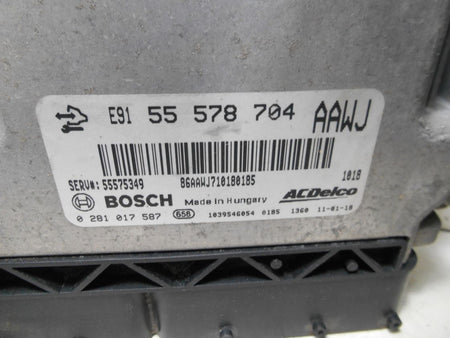 E91 55 578 704 AAWJ
SERV#: 55575349 86AAWJ710180185 1018
BOSCH Made in Hungary ACDelco
0 281 017 587 658 1039S46054 0185 1360 11-01-18